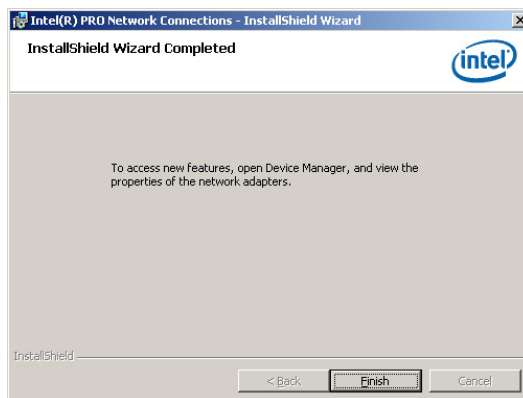 Intel(R) PRO Network Connections - InstallShield Wizard
InstallShield Wizard Completed
intel
To access new features, open Device Manager, and view the
properties of the network adapters.
InstallShield
< Back
Finish
Cancel